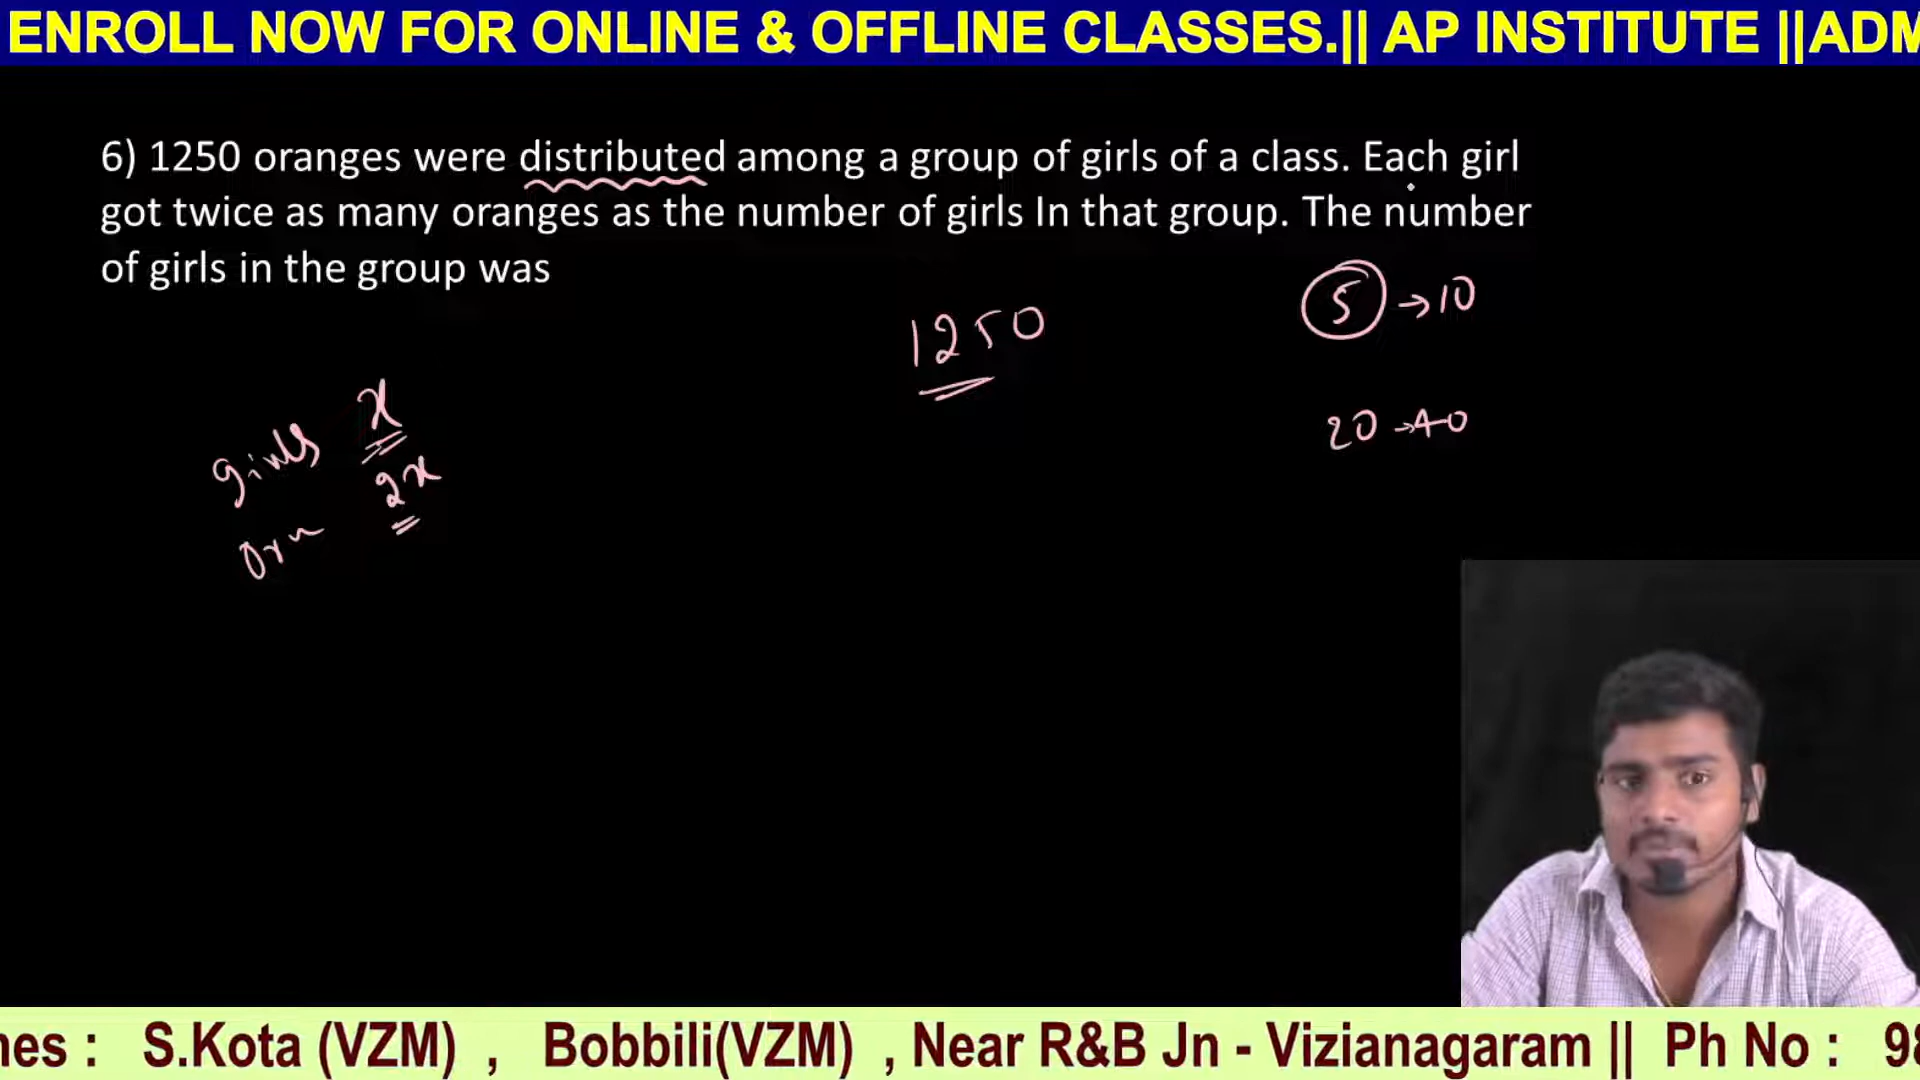 ENROLL NOW FOR ONLINE & OFFLINE CLASSES.|| AP INSTITUTE ||ADM
6) 1250 oranges were distributed among a group of girls of a class. Each girl
got twice as many oranges as the number of girls In that group. The number
of girls in the group was
5 → 10
1250
20 → 40
girls x
2x
nes : S.Kota (VZM) , Bobbili(VZM) , Near R&B Jn - Vizianagaram || Ph No : 98